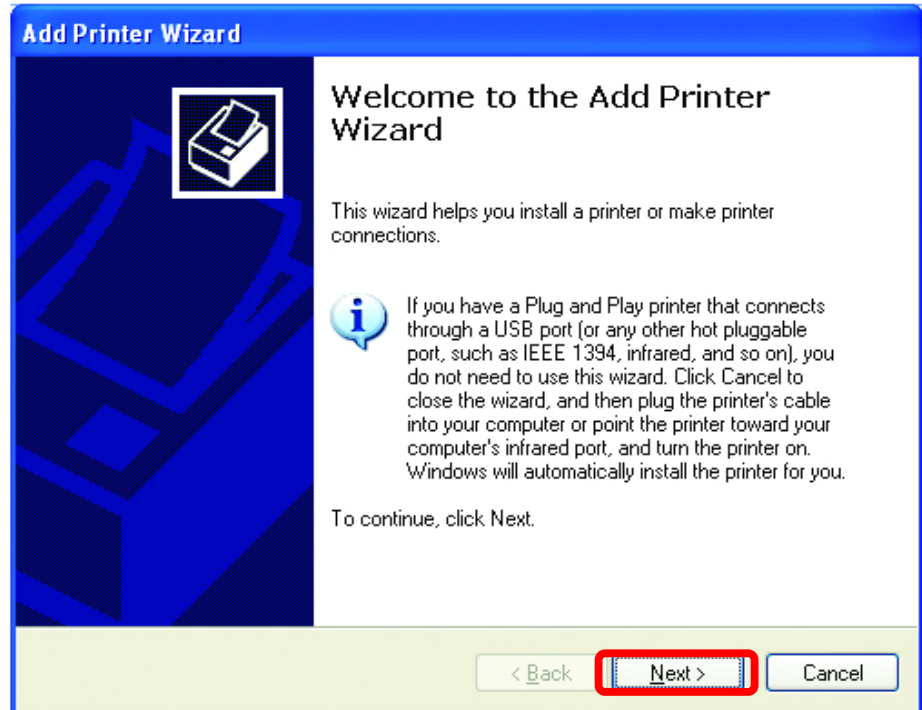 Add Printer Wizard
Welcome to the Add Printer
Wizard
This wizard helps you install a printer or make printer
connections.
If you have a Plug and Play printer that connects
through a USB port (or any other hot pluggable
port, such as IEEE 1394, infrared, and so on), you
do not need to use this wizard. Click Cancel to
close the wizard, and then plug the printer's cable
into your computer or point the printer toward your
computer's infrared port, and turn the printer on.
Windows will automatically install the printer for you.
To continue, click Next.
< Back Next > Cancel